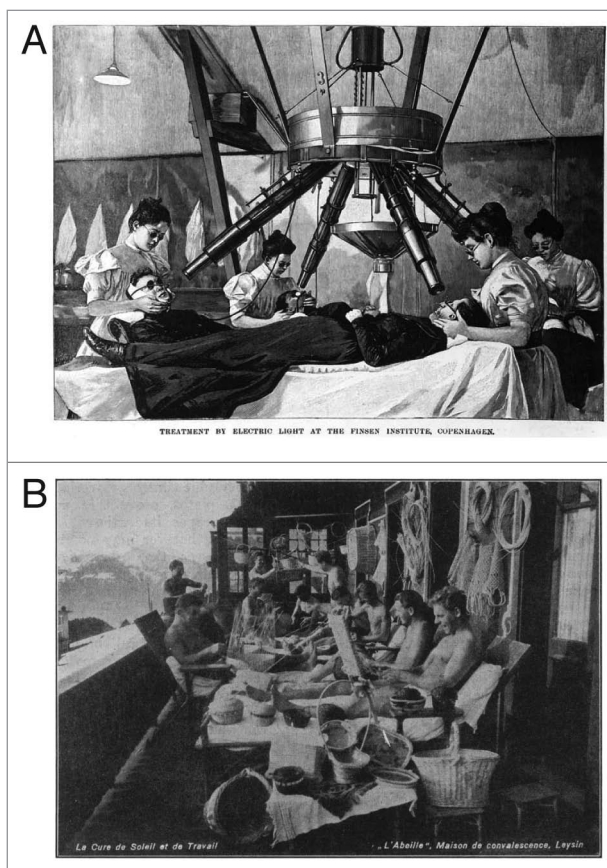 A
TREATMENT BY ELECTRIC LIGHT AT THE FINSEN INSTITUTE, COPENHAGEN.
B
La Cure de Soleil et de Travail
„L'Abeille", Maison de convalescence, Leysin